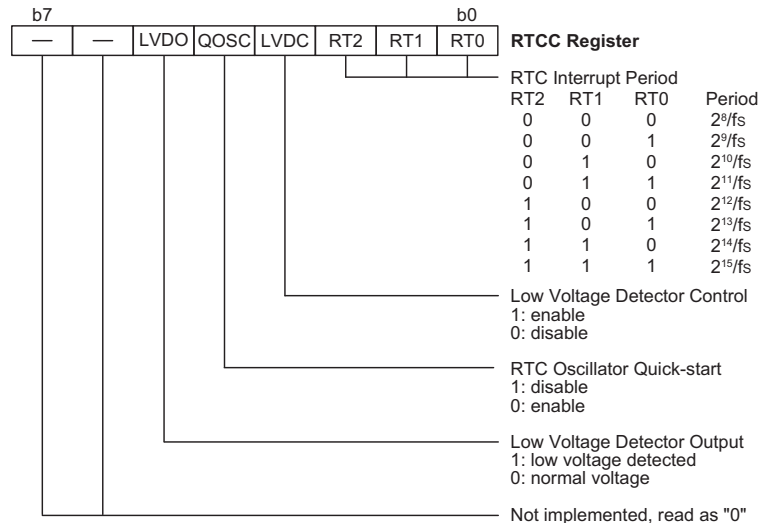 b7 b0
— — LVDO QOSC LVDC RT2 RT1 RT0 RTCC Register
RTC Interrupt Period
RT2 RT1 RT0 Period
0 0 0 2⁸/fs
0 0 1 2⁹/fs
0 1 0 2¹⁰/fs
0 1 1 2¹¹/fs
1 0 0 2¹²/fs
1 0 1 2¹³/fs
1 1 0 2¹⁴/fs
1 1 1 2¹⁵/fs
Low Voltage Detector Control
1: enable
0: disable
RTC Oscillator Quick-start
1: disable
0: enable
Low Voltage Detector Output
1: low voltage detected
0: normal voltage
Not implemented, read as "0"